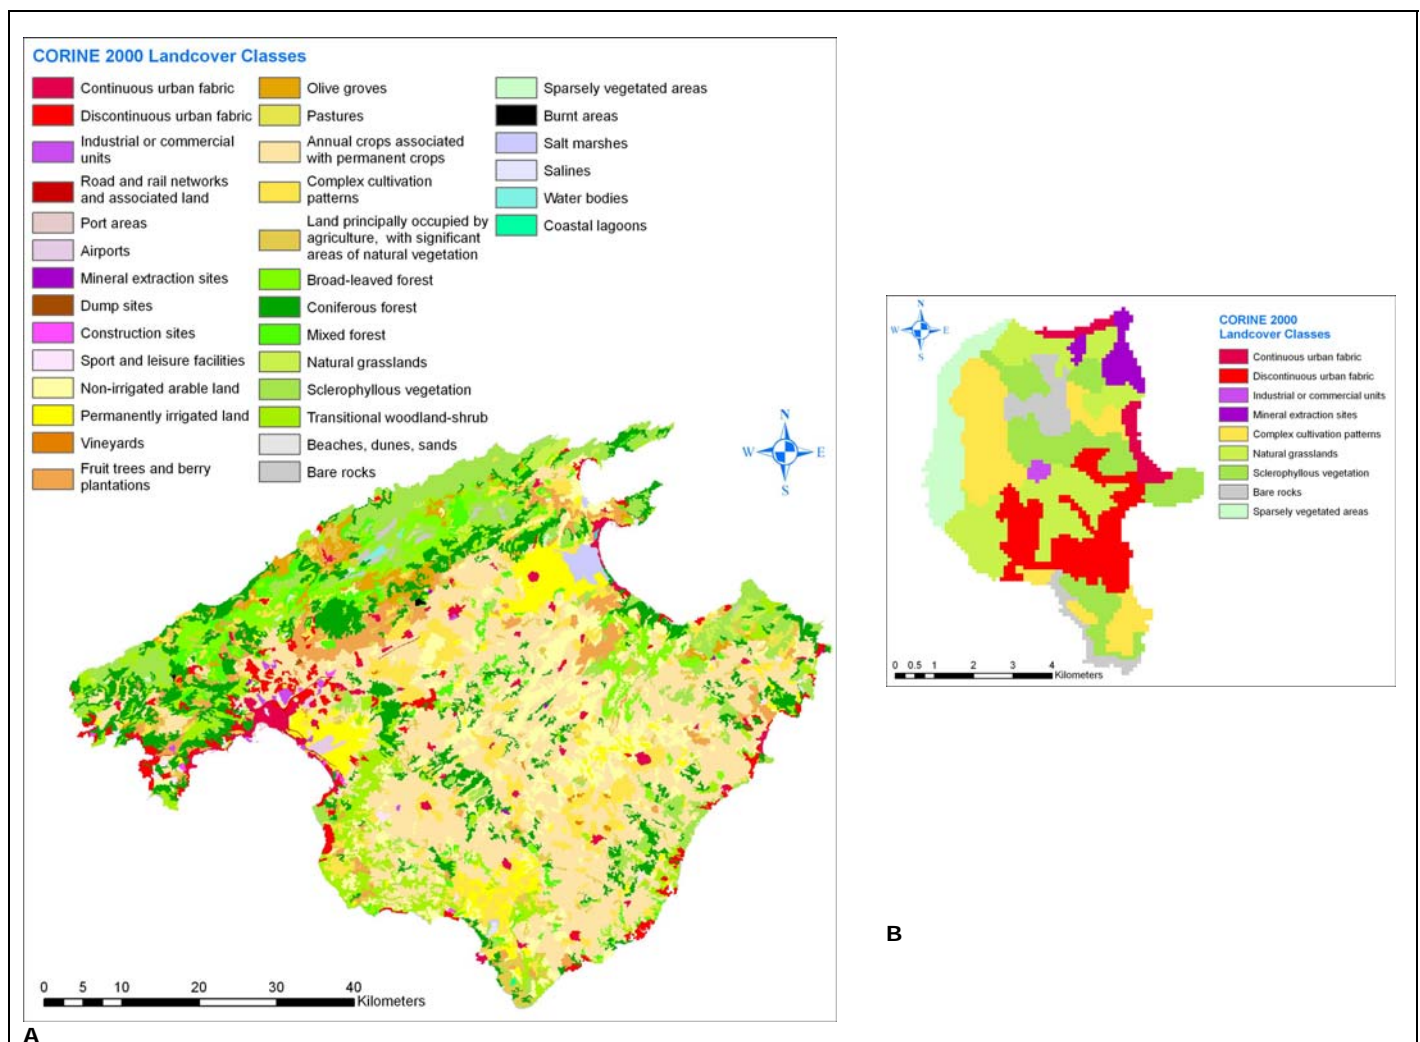 CORINE 2000 Landcover Classes
Continuous urban fabric
Discontinuous urban fabric
Industrial or commercial
units
Road and rail networks
and associated land
Port areas
Airports
Mineral extraction sites
Dump sites
Construction sites
Sport and leisure facilities
Non-irrigated arable land
Permanently irrigated land
Vineyards
Fruit trees and berry
plantations
Olive groves
Pastures
Annual crops associated
with permanent crops
Complex cultivation
patterns
Land principally occupied by
agriculture, with significant
areas of natural vegetation
Broad-leaved forest
Coniferous forest
Mixed forest
Natural grasslands
Sclerophyllous vegetation
Transitional woodland-shrub
Beaches, dunes, sands
Bare rocks
Sparsely vegetated areas
Burnt areas
Salt marshes
Salines
Water bodies
Coastal lagoons
N
W E
S
0 5 10 20 30 40
Kilometers
A
N
W E
S
CORINE 2000
Landcover Classes
Continuous urban fabric
Discontinuous urban fabric
Industrial or commercial units
Mineral extraction sites
Complex cultivation patterns
Natural grasslands
Sclerophyllous vegetation
Bare rocks
Sparsely vegetated areas
0 0.5 1 2 3 4
Kilometers
B